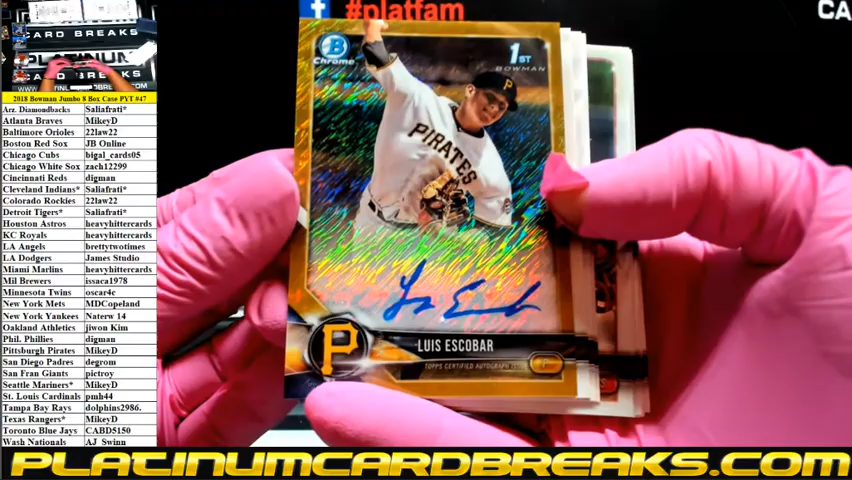 f #platfam
CA
CARD BREAKS
PLATINUM
CARD BREAKS
2018 Bowman Jumbo 8 Box Case PYT #47
Arz. Diamondbacks Saliafrati*
Atlanta Braves MikeyD
Baltimore Orioles 22law22
Boston Red Sox JB Online
Chicago Cubs bigal_cards05
Chicago White Sox zach12299
Cincinnati Reds digman
Cleveland Indians* Saliafrati*
Colorado Rockies 22law22
Detroit Tigers* Saliafrati*
Houston Astros heavyhittercards
KC Royals heavyhittercards
LA Angels brettytwotimes
LA Dodgers James Studio
Miami Marlins heavyhittercards
Mil Brewers issaca1978
Minnesota Twins oscar4c
New York Mets MDCopeland
New York Yankees Naterw 14
Oakland Athletics jiwon Kim
Phil. Phillies digman
Pittsburgh Pirates MikeyD
San Diego Padres degrom
San Fran Giants pictroy
Seattle Mariners* MikeyD
St. Louis Cardinals pmh44
Tampa Bay Rays dolphins2986.
Texas Rangers* MikeyD
Toronto Blue Jays CABD5150
Wash Nationals AJ_Swinn
B
Chrome
1ST
BOWMAN
P
PIRATES
P
LUIS ESCOBAR
TOPPS CERTIFIED AUTOGRAPH
P
PLATINUMCARDBREAKS.COM